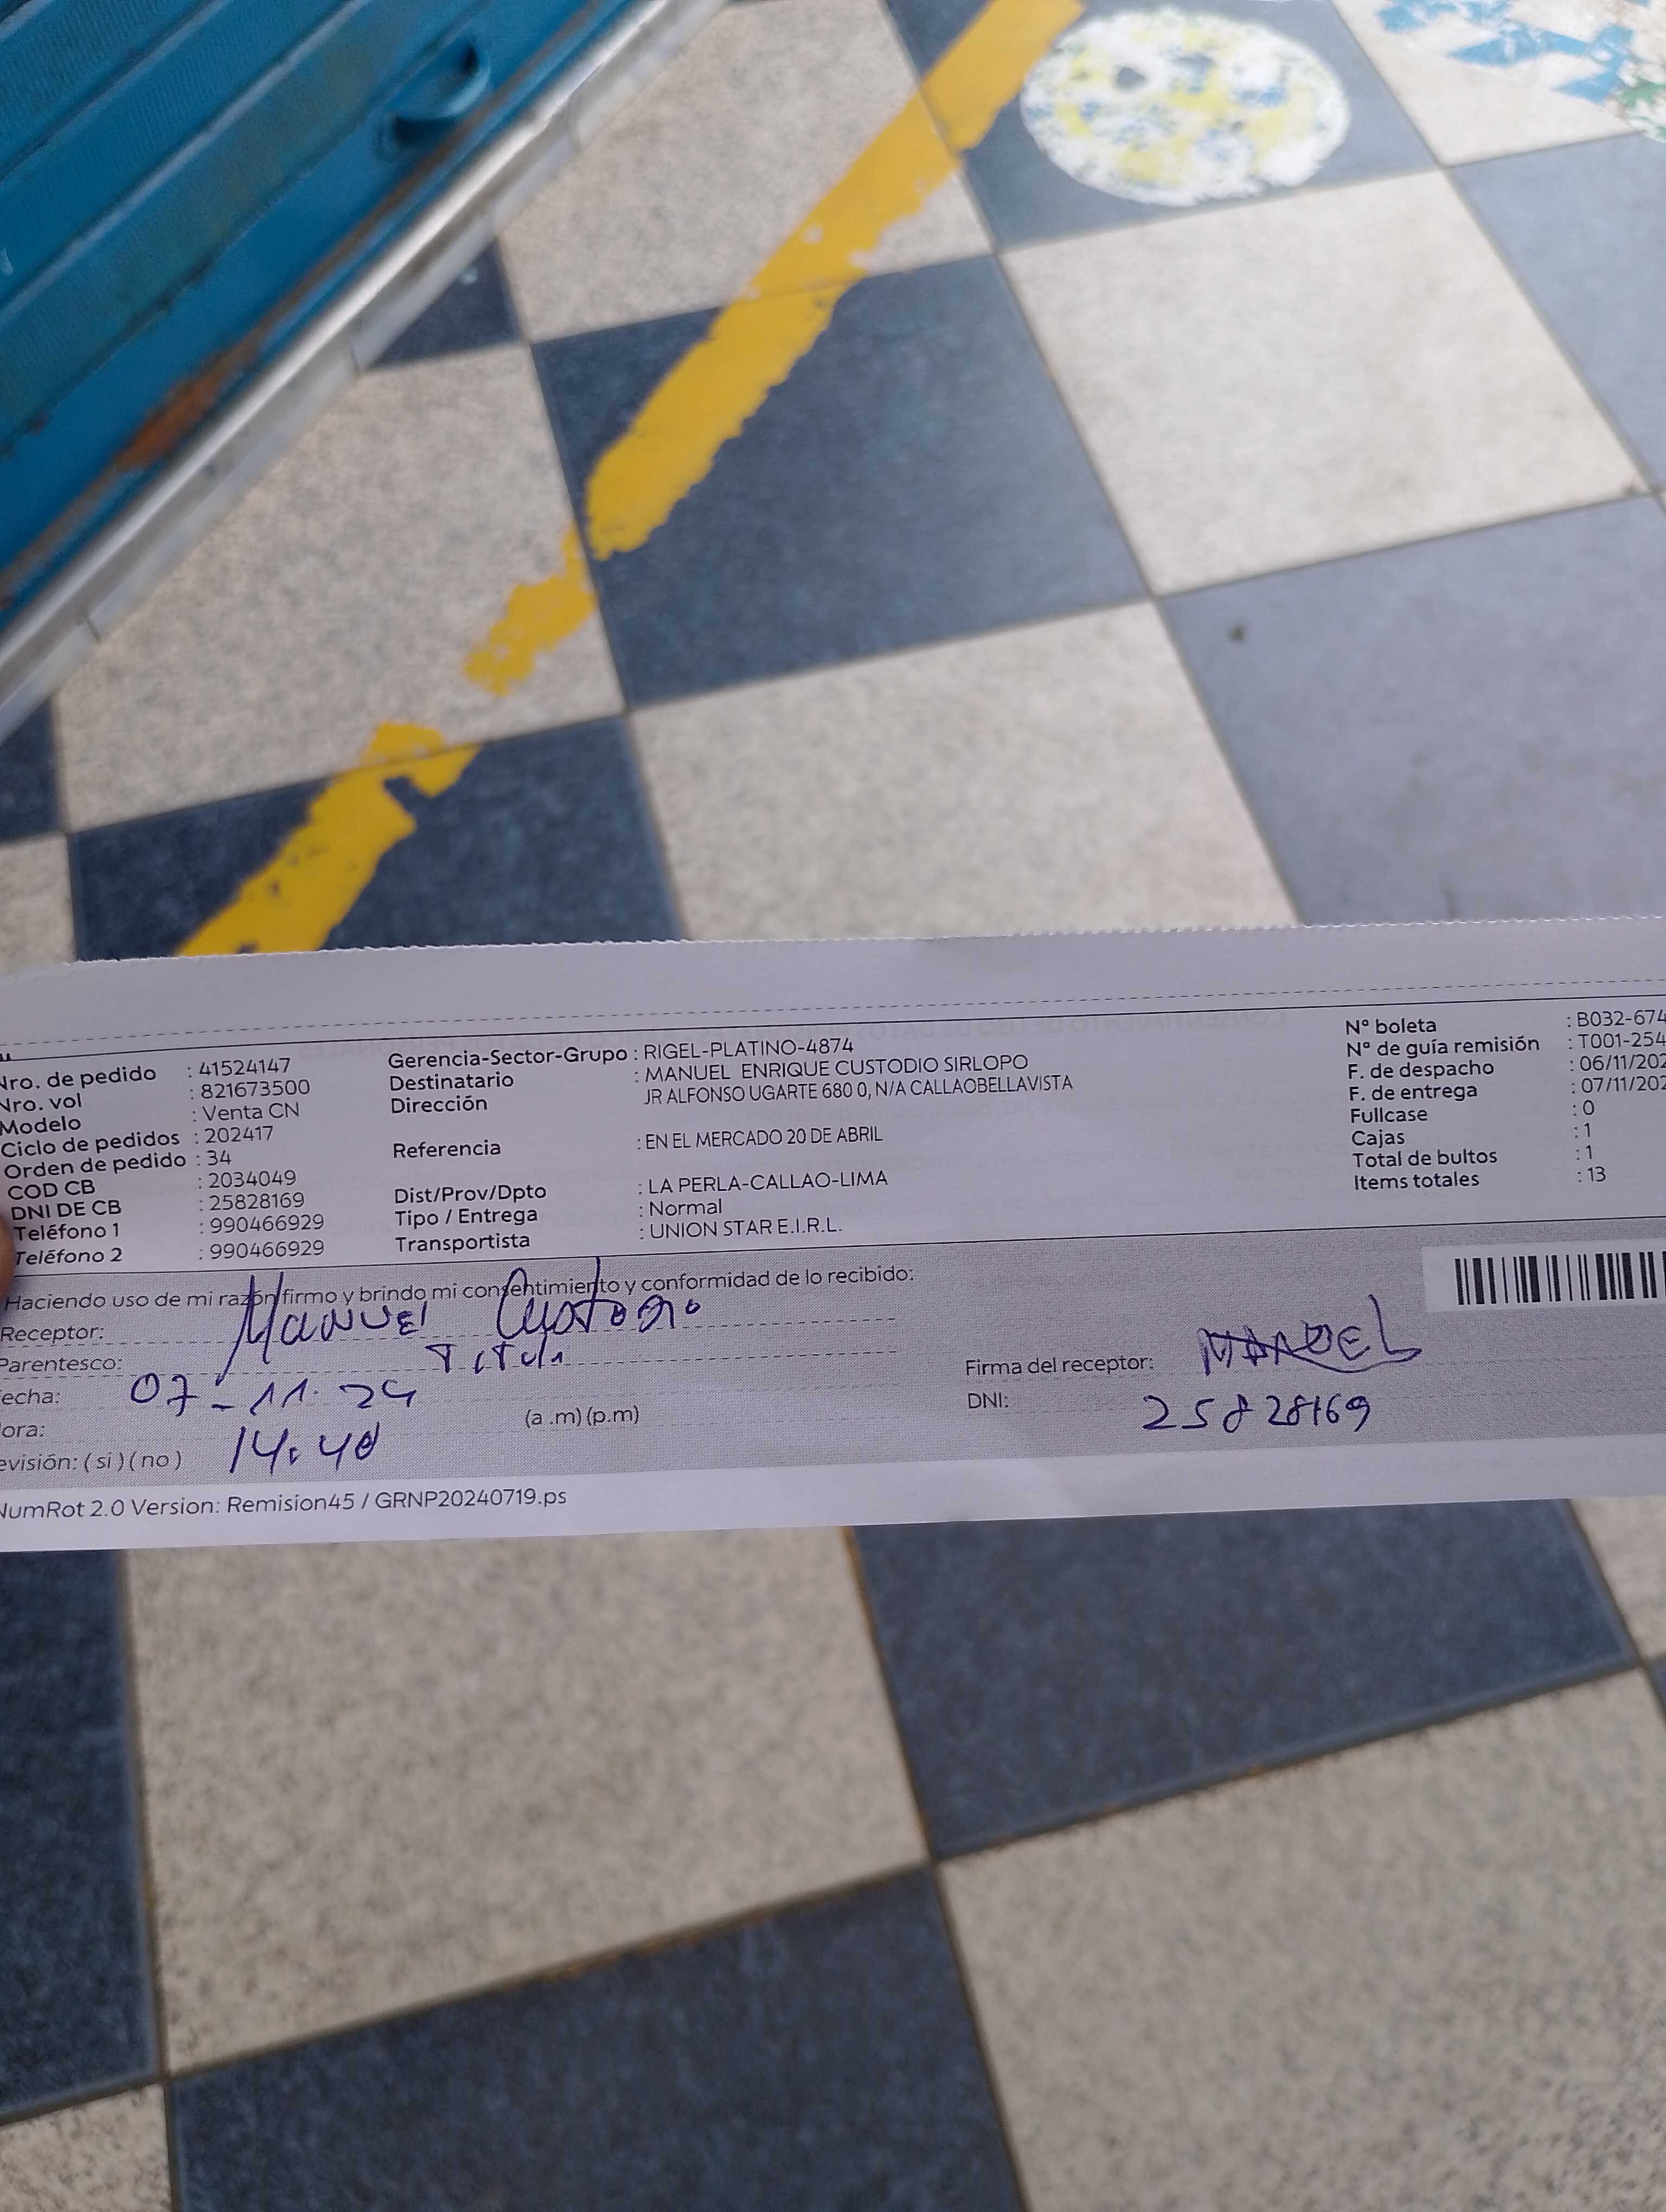 Nro. de pedido : 41524147
Nro. vol : 821673500
Modelo : Venta CN
Ciclo de pedidos : 202417
Orden de pedido : 34
COD CB : 2034049
DNI DE CB : 25828169
Teléfono 1 : 990466929
Teléfono 2 : 990466929
Gerencia-Sector-Grupo : RIGEL-PLATINO-4874
Destinatario : MANUEL ENRIQUE CUSTODIO SIRLOPO
Dirección JR ALFONSO UGARTE 680 0, N/A CALLAOBELLAVISTA
Referencia : EN EL MERCADO 20 DE ABRIL
Dist/Prov/Dpto : LA PERLA-CALLAO-LIMA
Tipo / Entrega : Normal
Transportista : UNION STAR E.I.R.L.
N° boleta : B032-674
N° de guía remisión : T001-254
F. de despacho : 06/11/202
F. de entrega : 07/11/202
Fullcase : 0
Cajas : 1
Total de bultos : 1
Items totales : 13
Haciendo uso de mi razón firmo y brindo mi consentimiento y conformidad de lo recibido:
Receptor: Manuel Custodio
Parentesco: Titula
echa: 07-11-24
ora: 14:40 (a .m) (p.m)
evisión: ( si ) ( no )
Firma del receptor: MANUEL
DNI: 25828169
NumRot 2.0 Version: Remision45 / GRNP20240719.ps